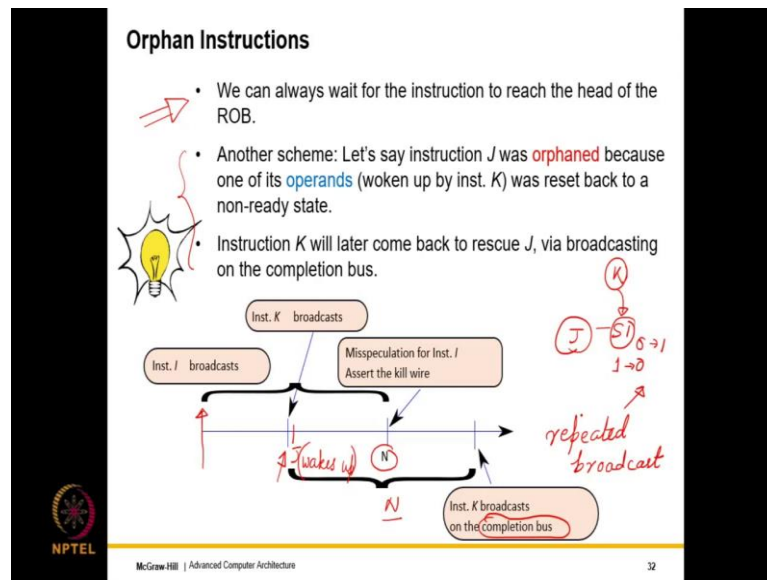 Orphan Instructions
• We can always wait for the instruction to reach the head of the
ROB.
• Another scheme: Let's say instruction J was orphaned because
one of its operands (woken up by inst. K) was reset back to a
non-ready state.
• Instruction K will later come back to rescue J, via broadcasting
on the completion bus.
K
J
0→1
1→0
Inst. K broadcasts
Inst. I broadcasts
Misspeculation for Inst. I
Assert the kill wire
repeated
broadcast
J (wakes up)
N
N
Inst. K broadcasts
on the completion bus
NPTEL
McGraw-Hill | Advanced Computer Architecture
32